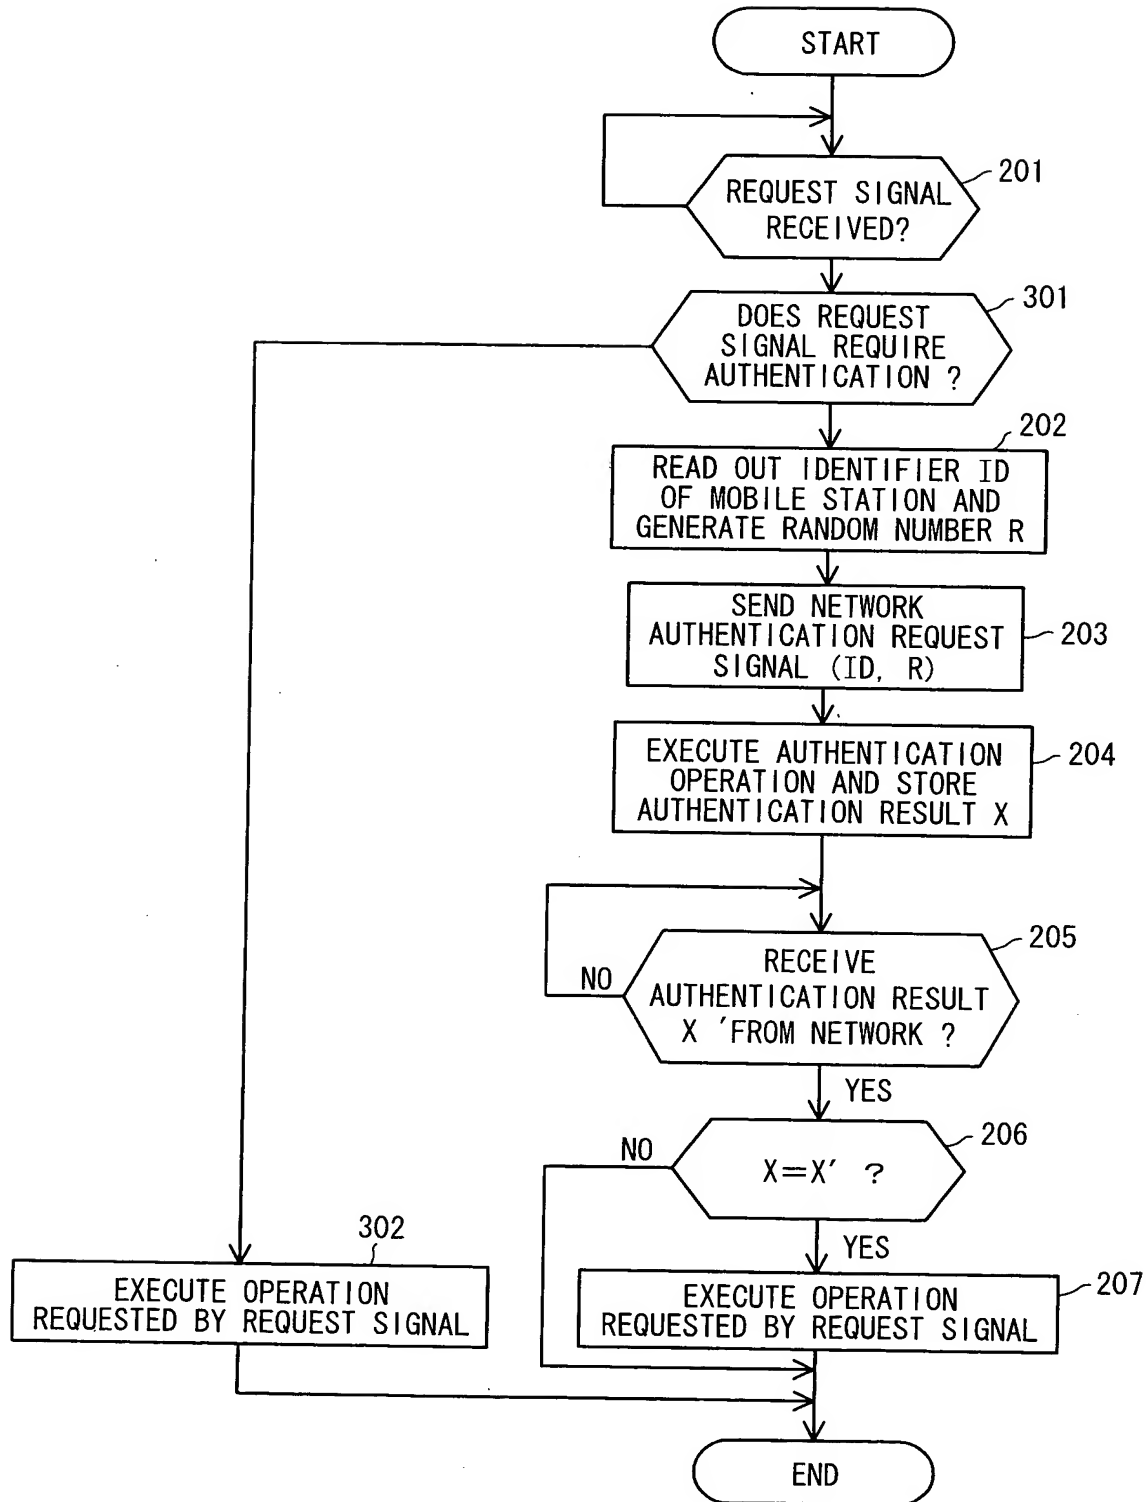 START
201
REQUEST SIGNAL
RECEIVED?
301
DOES REQUEST
SIGNAL REQUIRE
AUTHENTICATION ?
202
READ OUT IDENTIFIER ID
OF MOBILE STATION AND
GENERATE RANDOM NUMBER R
SEND NETWORK
AUTHENTICATION REQUEST
SIGNAL (ID, R)
203
EXECUTE AUTHENTICATION
OPERATION AND STORE
AUTHENTICATION RESULT X
204
205
RECEIVE
AUTHENTICATION RESULT
X 'FROM NETWORK ?
NO
YES
206
X=X' ?
NO
YES
302
EXECUTE OPERATION
REQUESTED BY REQUEST SIGNAL
207
EXECUTE OPERATION
REQUESTED BY REQUEST SIGNAL
END